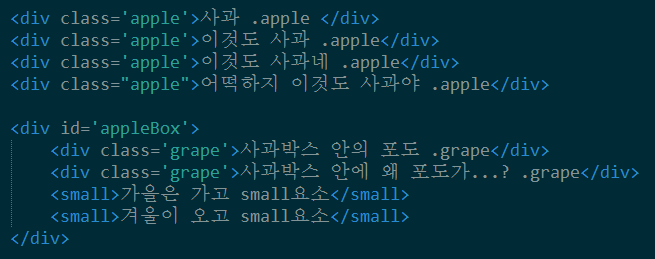 <div class='apple'>사과 .apple </div>
<div class='apple'>이것도 사과 .apple</div>
<div class='apple'>이것도 사과네 .apple</div>
<div class="apple">어떡하지 이것도 사과야 .apple</div>
<div id='appleBox'>
<div class='grape'>사과박스 안의 포도 .grape</div>
<div class='grape'>사과박스 안에 왜 포도가...? .grape</div>
<small>가을은 가고 small요소</small>
<small>겨울이 오고 small요소</small>
</div>